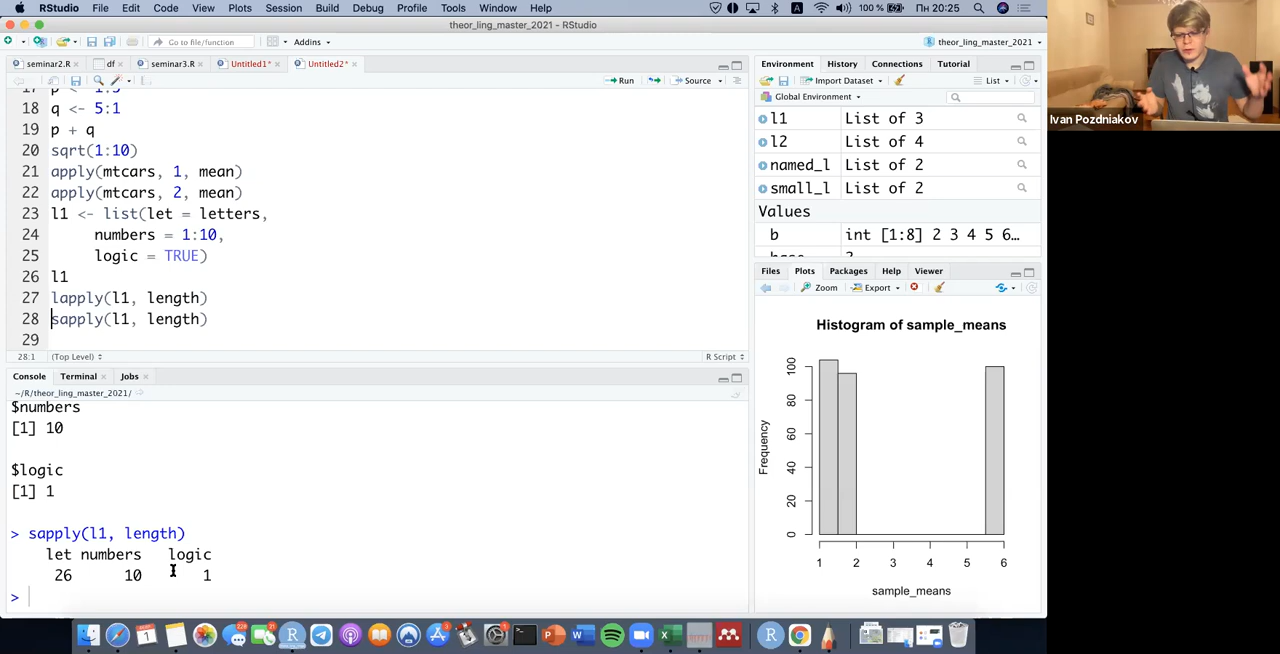 RStudio File Edit Code View Plots Session Build Debug Profile Tools Window Help 100 % Пн 20:25
theor_ling_master_2021 - RStudio
Go to file/function Addins theor_ling_master_2021
seminar2.R df seminar3.R Untitled1* Untitled2*
Run Source
18 q <- 5:1
19 p + q
20 sqrt(1:10)
21 apply(mtcars, 1, mean)
22 apply(mtcars, 2, mean)
23 l1 <- list(let = letters,
24 numbers = 1:10,
25 logic = TRUE)
26 l1
27 lapply(l1, length)
28 sapply(l1, length)
29
28:1 (Top Level) R Script
Console Terminal Jobs
~/R/theor_ling_master_2021/
$numbers
[1] 10
$logic
[1] 1
> sapply(l1, length)
let numbers logic
26 10 1
>
Environment History Connections Tutorial
Import Dataset List
Global Environment
l1 List of 3
l2 List of 4
named_l List of 2
small_l List of 2
Values
b int [1:8] 2 3 4 5 6…
Files Plots Packages Help Viewer
Zoom Export
Histogram of sample_means
Frequency
0 20 40 60 80 100
1 2 3 4 5 6
sample_means
Ivan Pozdniakov